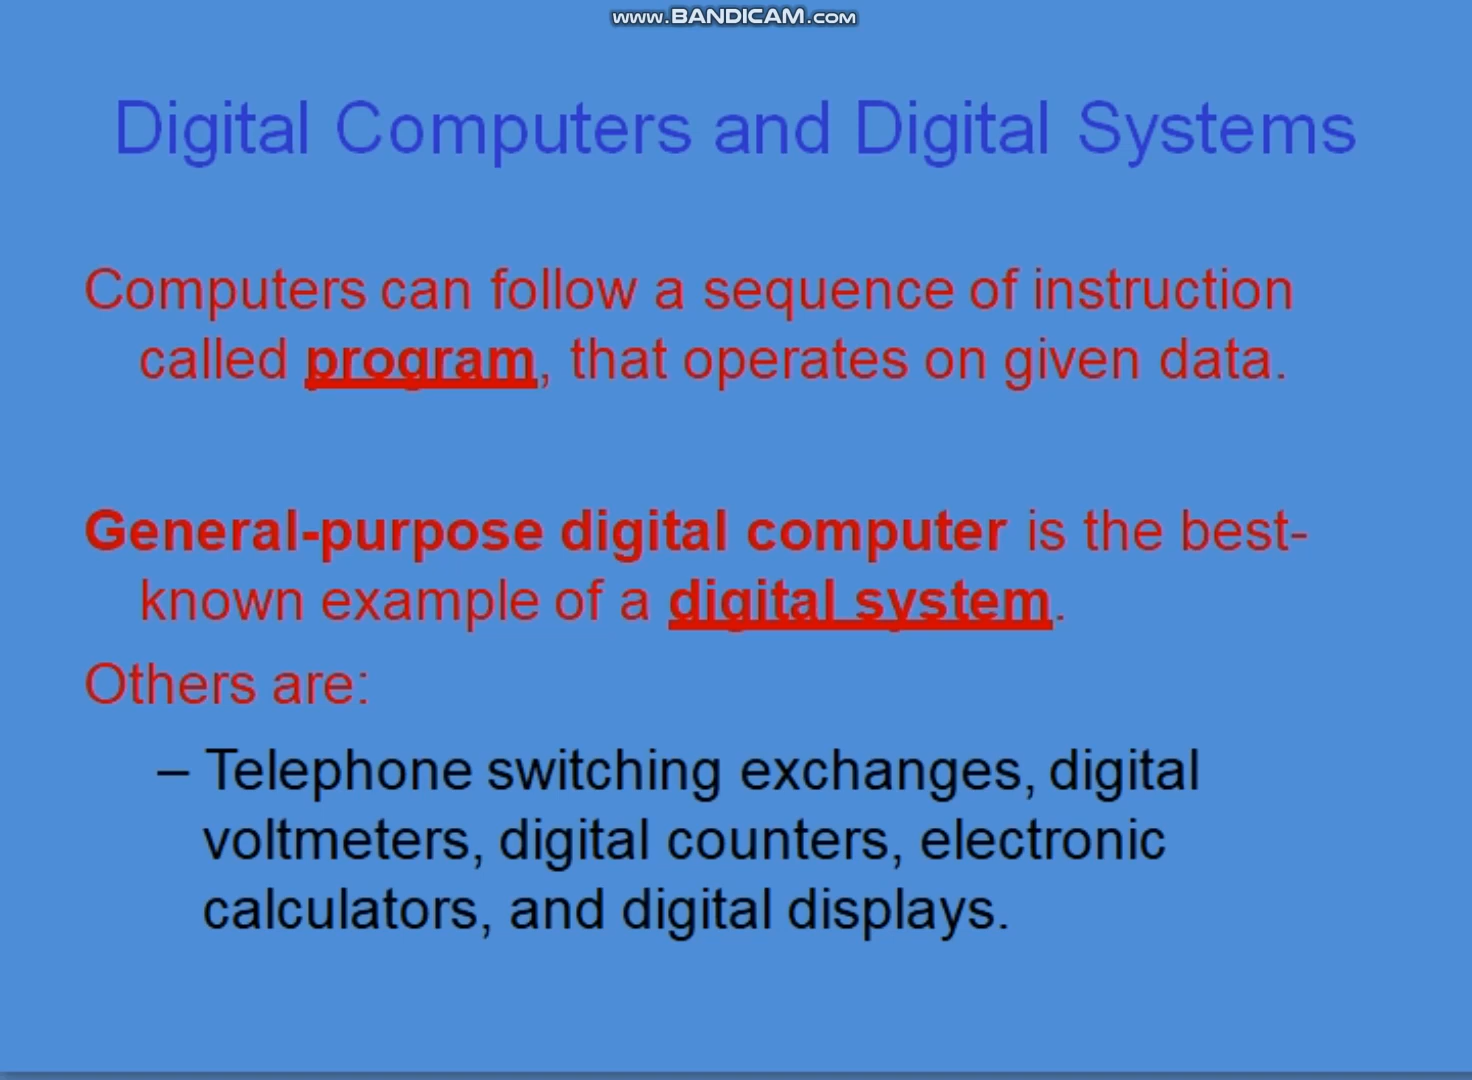 www.BANDICAM.com
Digital Computers and Digital Systems
Computers can follow a sequence of instruction
called program, that operates on given data.
General-purpose digital computer is the best-
known example of a digital system.
Others are:
– Telephone switching exchanges, digital
voltmeters, digital counters, electronic
calculators, and digital displays.